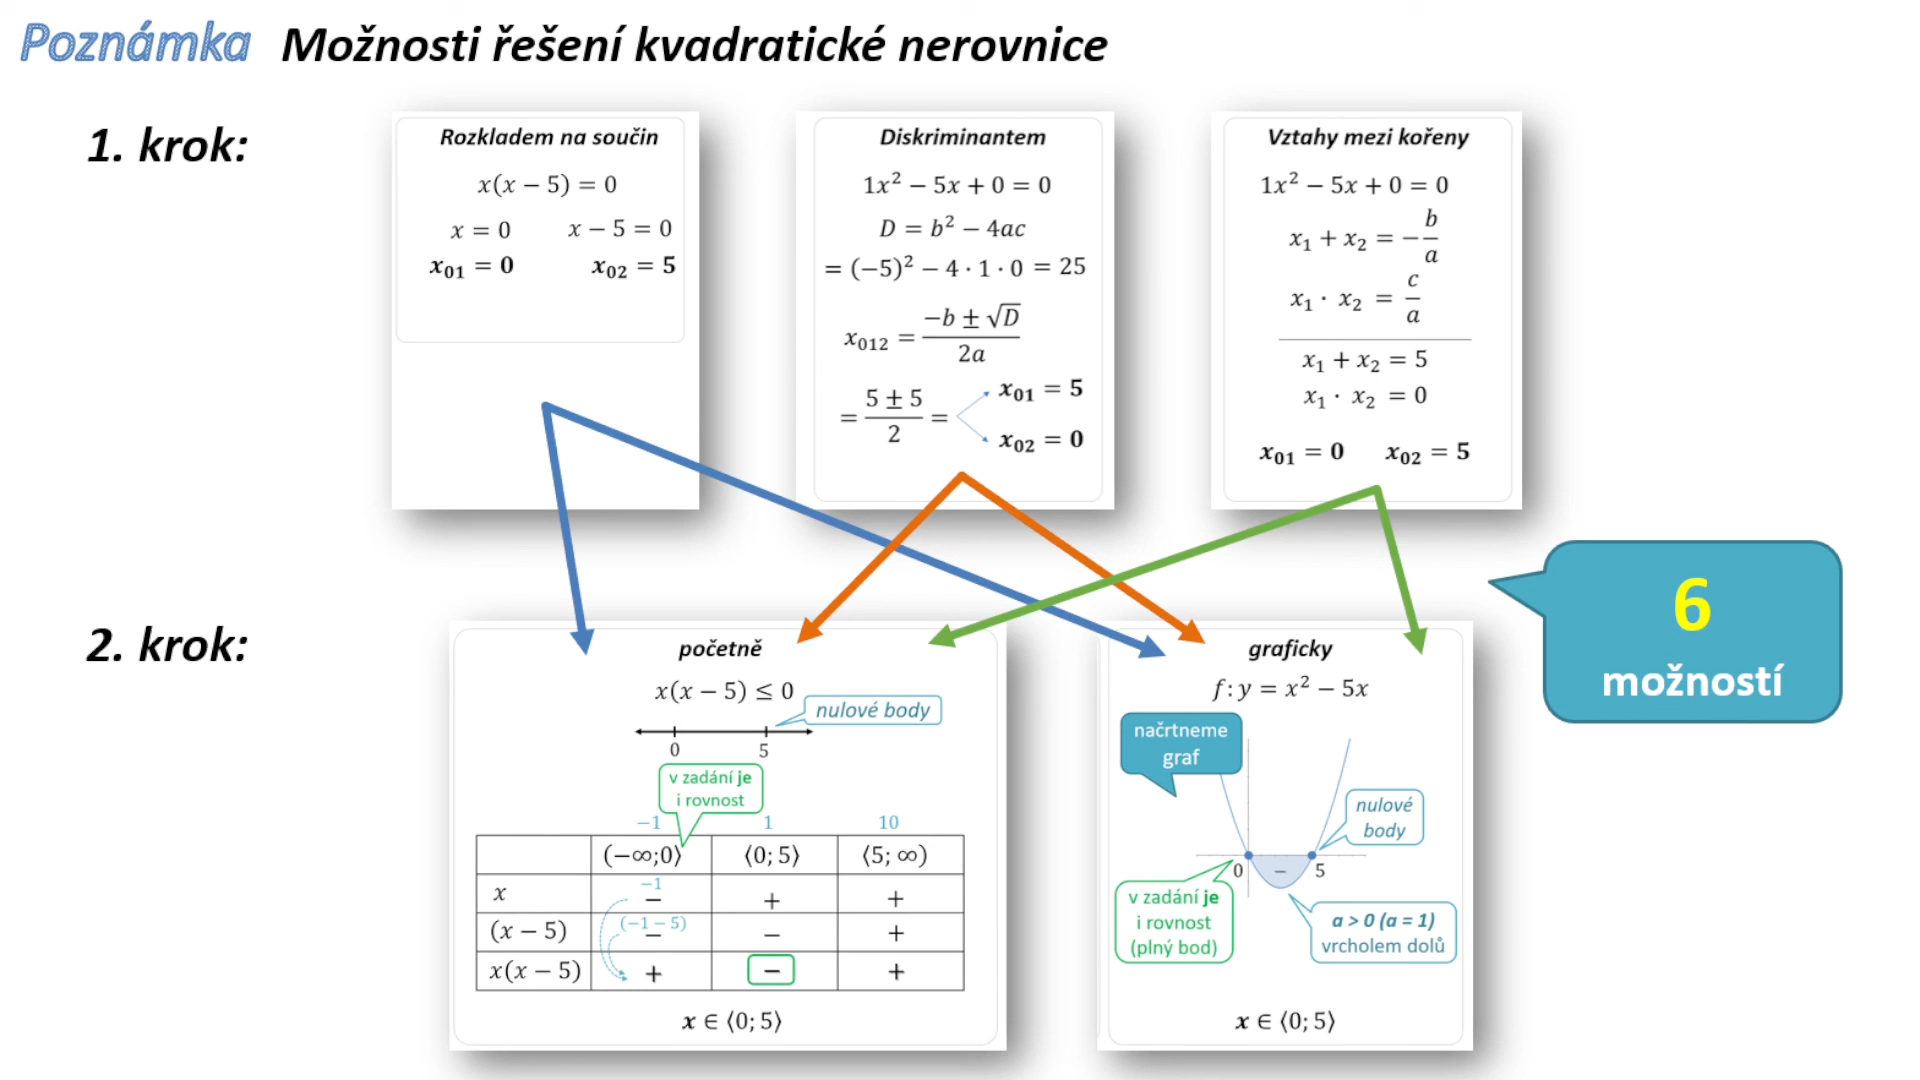 Poznámka Možnosti řešení kvadratické nerovnice
1. krok:
Rozkladem na součin
x(x − 5) = 0
x = 0 x − 5 = 0
x₀₁ = 0 x₀₂ = 5
Diskriminantem
1x² − 5x + 0 = 0
D = b² − 4ac
= (−5)² − 4 · 1 · 0 = 25
x₀₁₂ = (−b ± √D)/(2a)
= (5 ± 5)/2 =
x₀₁ = 5
x₀₂ = 0
Vztahy mezi kořeny
1x² − 5x + 0 = 0
x₁ + x₂ = −b/a
x₁ · x₂ = c/a
x₁ + x₂ = 5
x₁ · x₂ = 0
x₀₁ = 0 x₀₂ = 5
6
možností
2. krok:
početně
x(x − 5) ≤ 0
nulové body
0 5
v zadání je
i rovnost
−1 1 10
(−∞;0⟩ ⟨0; 5⟩ ⟨5; ∞)
x −1 − + +
(x − 5) (−1 − 5) − − +
x(x − 5) + − +
x ∈ ⟨0; 5⟩
graficky
f: y = x² − 5x
načrtneme
graf
nulové
body
0 − 5
v zadání je
i rovnost
(plný bod)
a > 0 (a = 1)
vrcholem dolů
x ∈ ⟨0; 5⟩